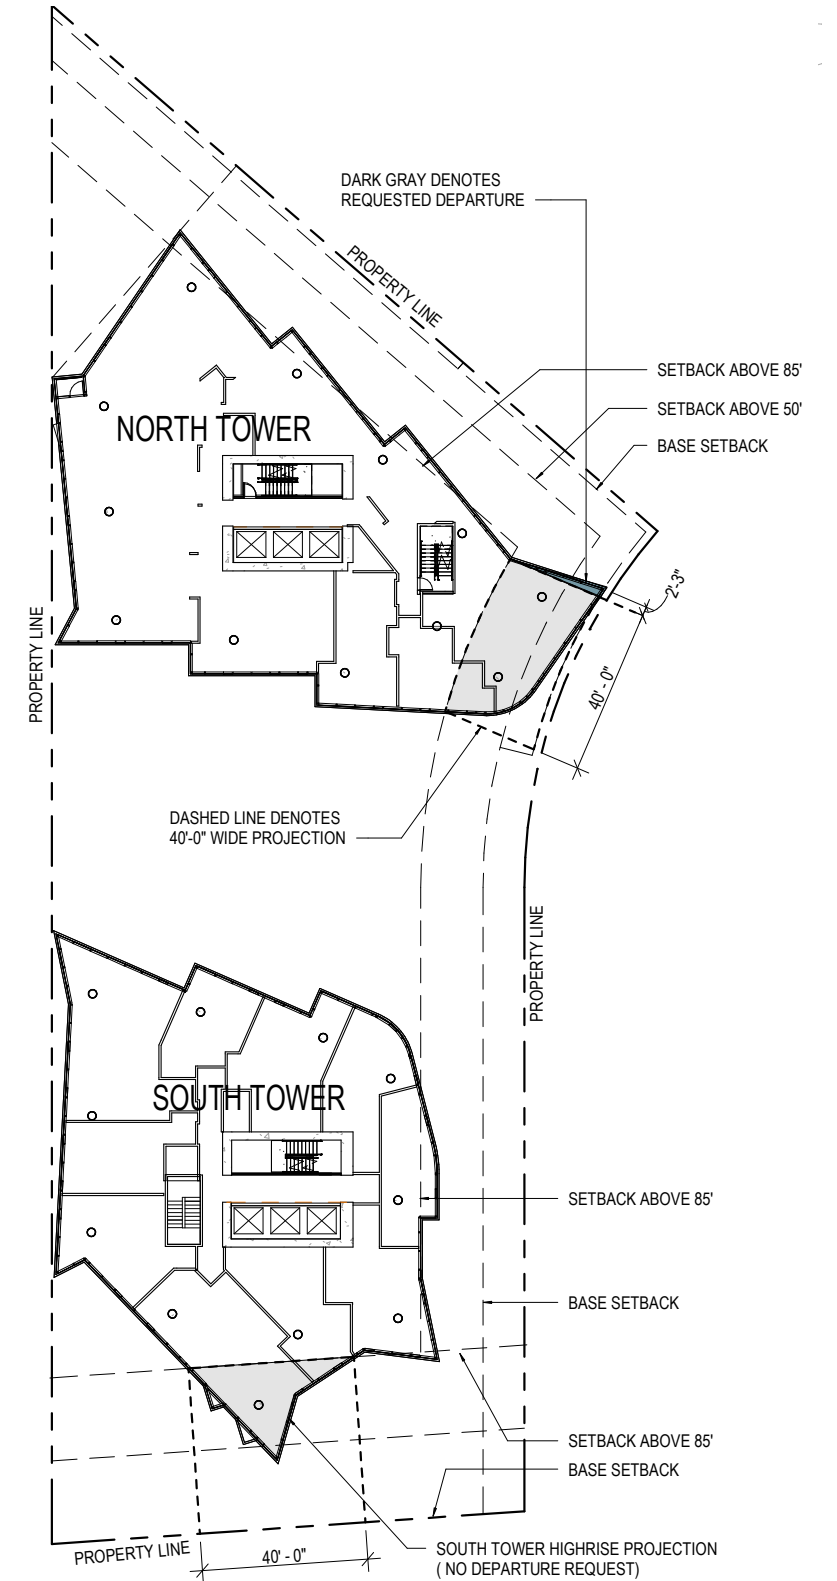 DARK GRAY DENOTES
REQUESTED DEPARTURE
PROPERTY LINE
SETBACK ABOVE 85'
SETBACK ABOVE 50'
BASE SETBACK
NORTH TOWER
2'-3"
40' - 0"
PROPERTY LINE
DASHED LINE DENOTES
40'-0" WIDE PROJECTION
PROPERTY LINE
SOUTH TOWER
SETBACK ABOVE 85'
BASE SETBACK
SETBACK ABOVE 85'
BASE SETBACK
PROPERTY LINE
40' - 0"
SOUTH TOWER HIGHRISE PROJECTION
( NO DEPARTURE REQUEST)